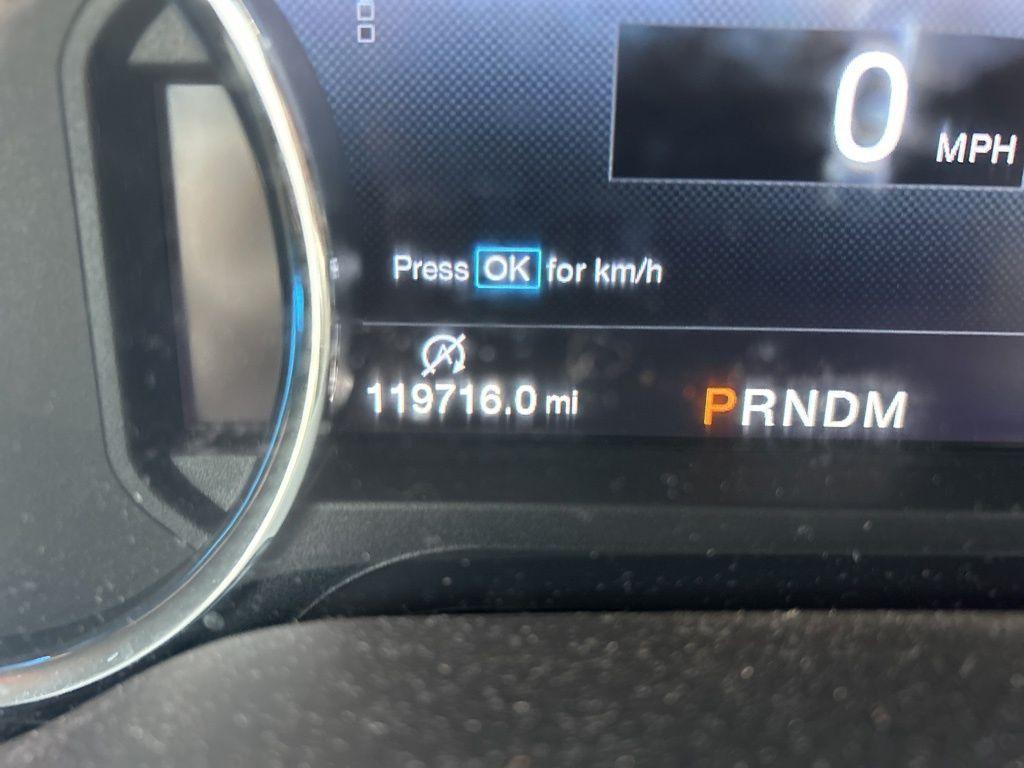 0 MPH
Press OK for km/h
119716.0 mi
PRNDM